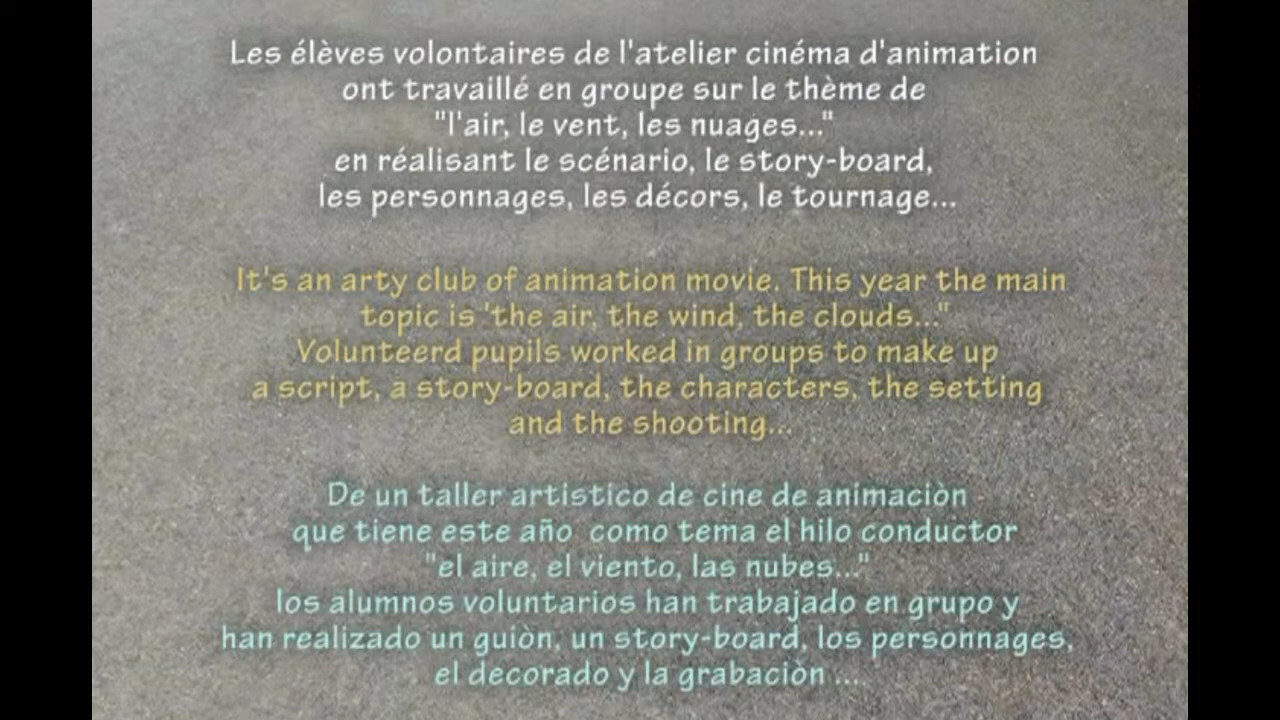 Les élèves volontaires de l'atelier cinéma d'animation
ont travaillé en groupe sur le thème de
"l'air, le vent, les nuages..."
en réalisant le scénario, le story-board,
les personnages, les décors, le tournage...
It's an arty club of animation movie. This year the main
topic is 'the air, the wind, the clouds..."
Volunteerd pupils worked in groups to make up
a script, a story-board, the characters, the setting
and the shooting...
De un taller artistico de cine de animaciòn
que tiene este año como tema el hilo conductor
"el aire, el viento, las nubes..."
los alumnos voluntarios han trabajado en grupo y
han realizado un guiòn, un story-board, los personnages,
el decorado y la grabaciòn ...